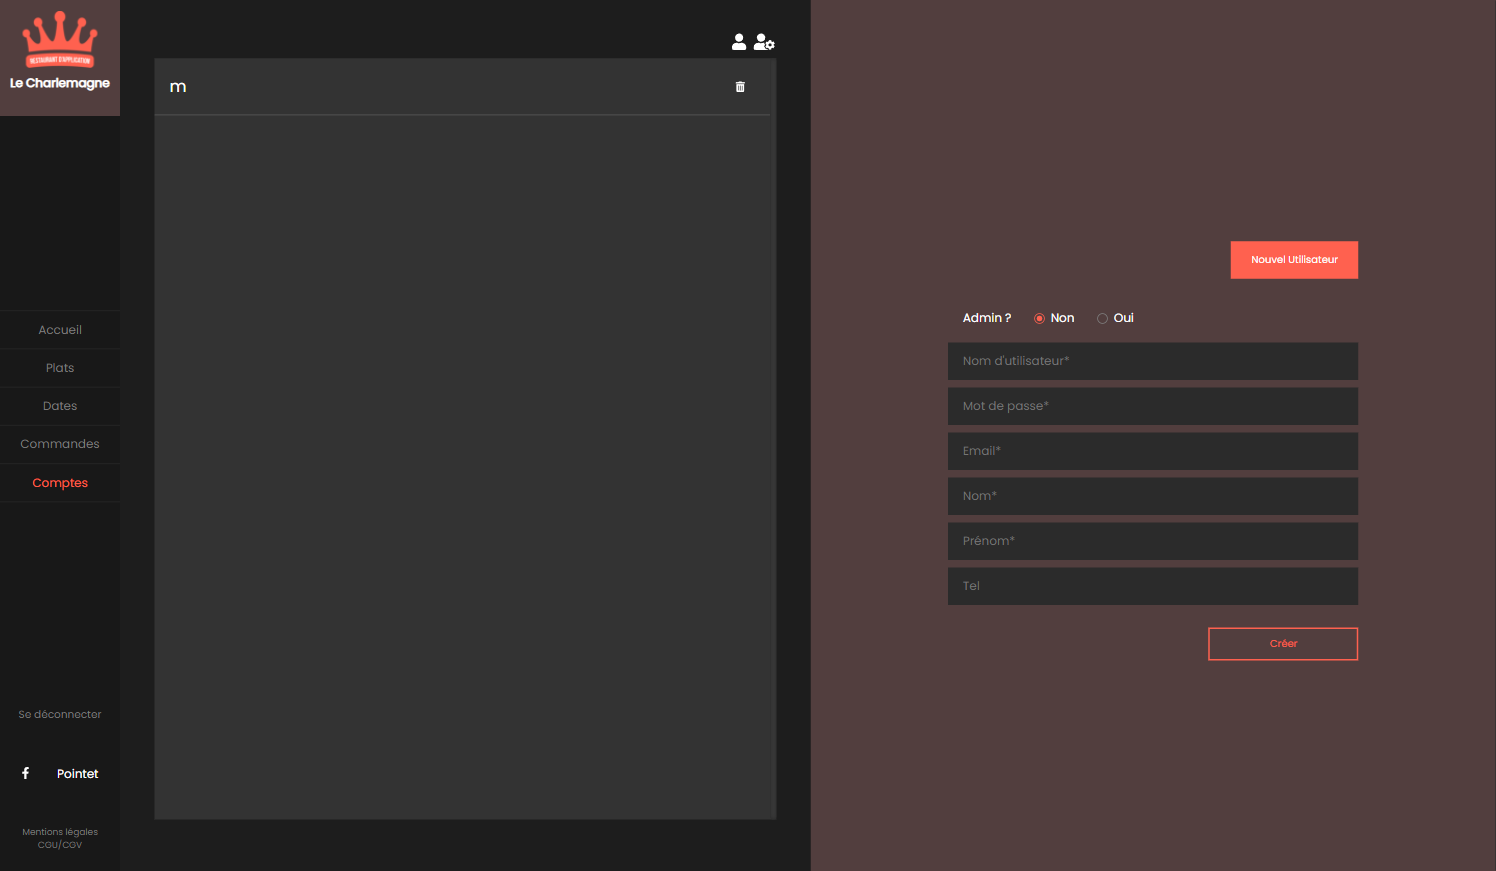 RESTAURANT D'APPLICATION
Le Charlemagne
Accueil
Plats
Dates
Commandes
Comptes
Se déconnecter
Pointet
Mentions légales
CGU/CGV
m
Nouvel Utilisateur
Admin ? Non Oui
Nom d'utilisateur*
Mot de passe*
Email*
Nom*
Prénom*
Tel
Créer